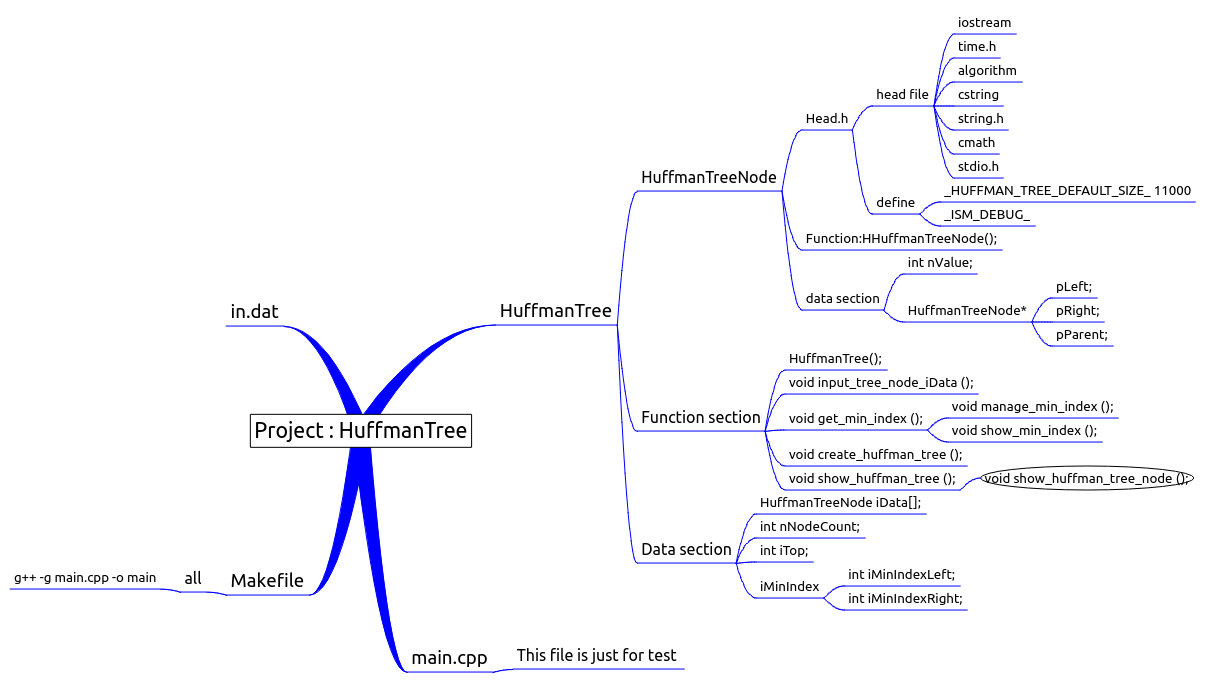 Project : HuffmanTree
in.dat
HuffmanTree
HuffmanTreeNode
Head.h
head file
iostream
time.h
algorithm
cstring
string.h
cmath
stdio.h
define
_HUFFMAN_TREE_DEFAULT_SIZE_ 11000
_ISM_DEBUG_
Function:HHuffmanTreeNode();
data section
int nValue;
HuffmanTreeNode*
pLeft;
pRight;
pParent;
Function section
HuffmanTree();
void input_tree_node_iData ();
void get_min_index ();
void manage_min_index ();
void show_min_index ();
void create_huffman_tree ();
void show_huffman_tree ();
void show_huffman_tree_node ();
Data section
HuffmanTreeNode iData[];
int nNodeCount;
int iTop;
iMinIndex
int iMinIndexLeft;
int iMinIndexRight;
Makefile
all
g++ -g main.cpp -o main
main.cpp
This file is just for test